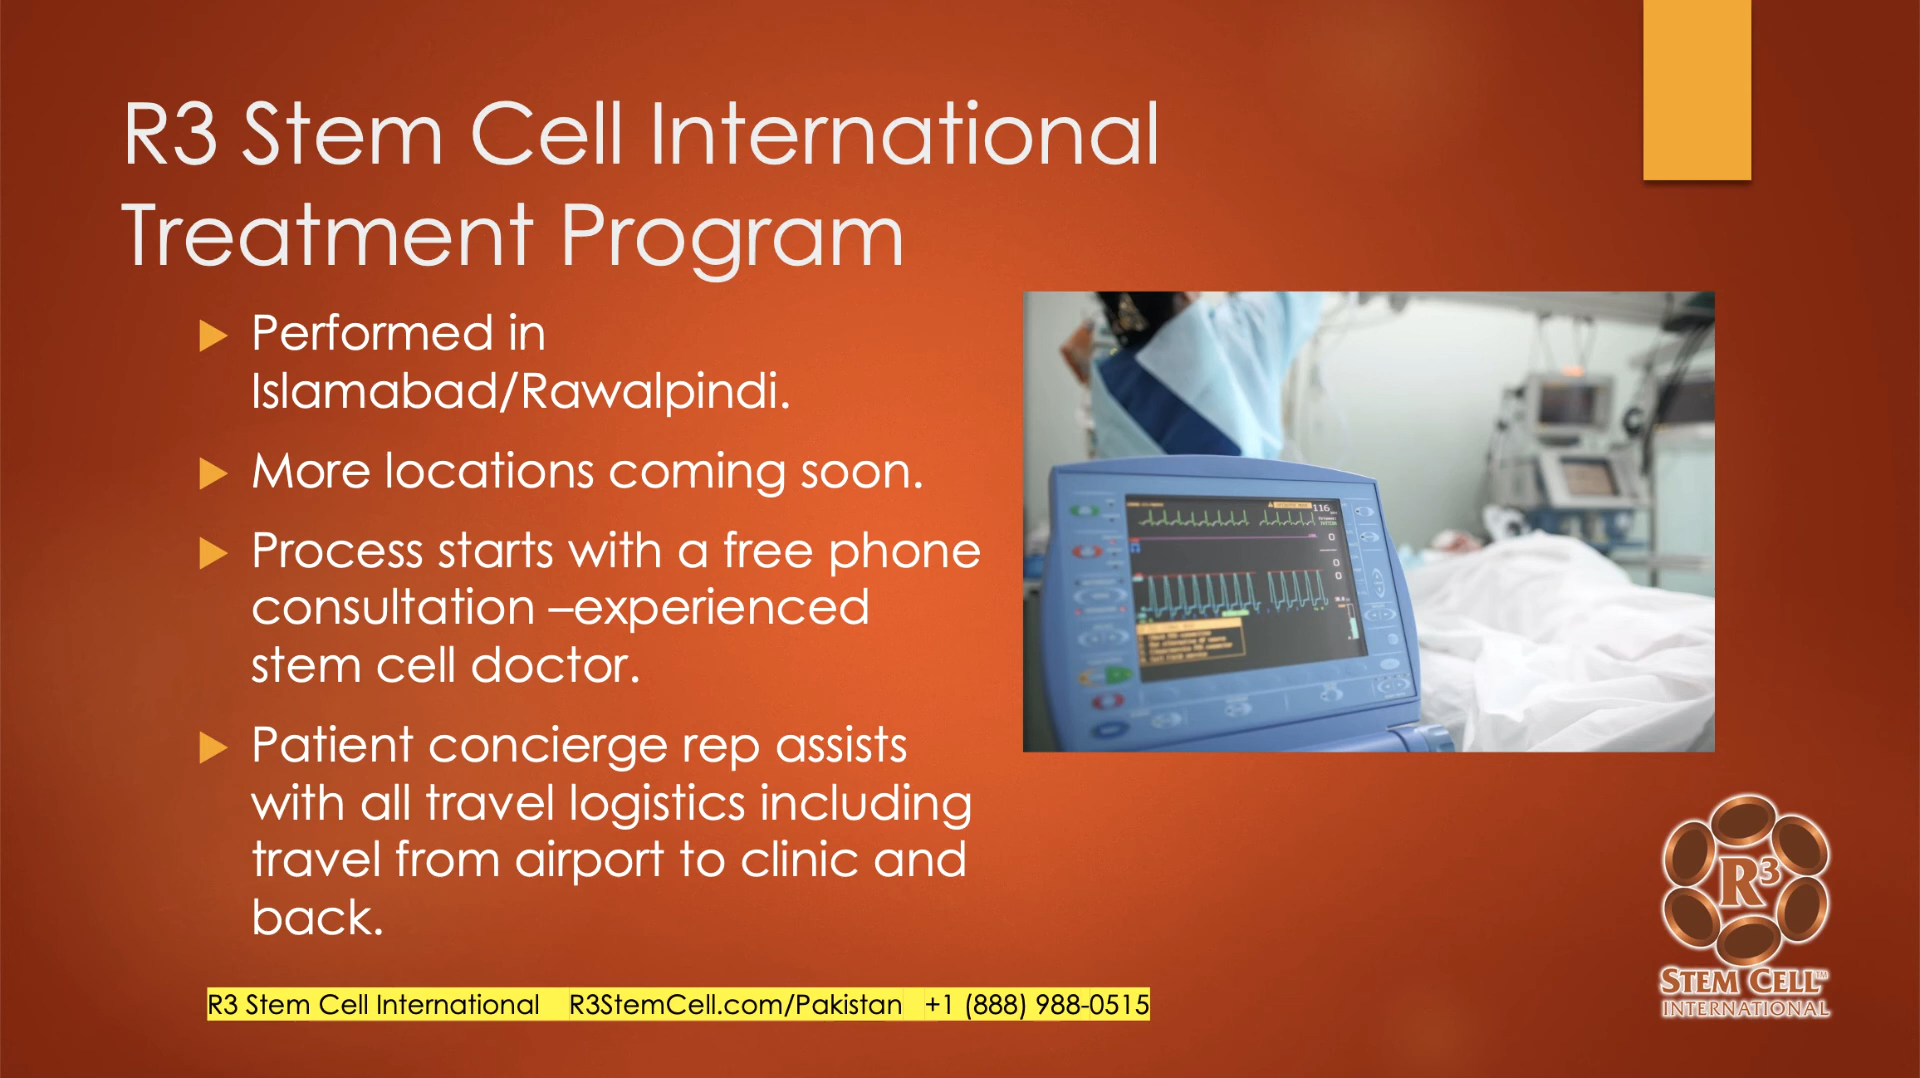 R3 Stem Cell International
Treatment Program
Performed in
Islamabad/Rawalpindi.
More locations coming soon.
Process starts with a free phone
consultation –experienced
stem cell doctor.
Patient concierge rep assists
with all travel logistics including
travel from airport to clinic and
back.
116
R3 Stem Cell International R3StemCell.com/Pakistan +1 (888) 988-0515
R3
STEM CELL™
INTERNATIONAL